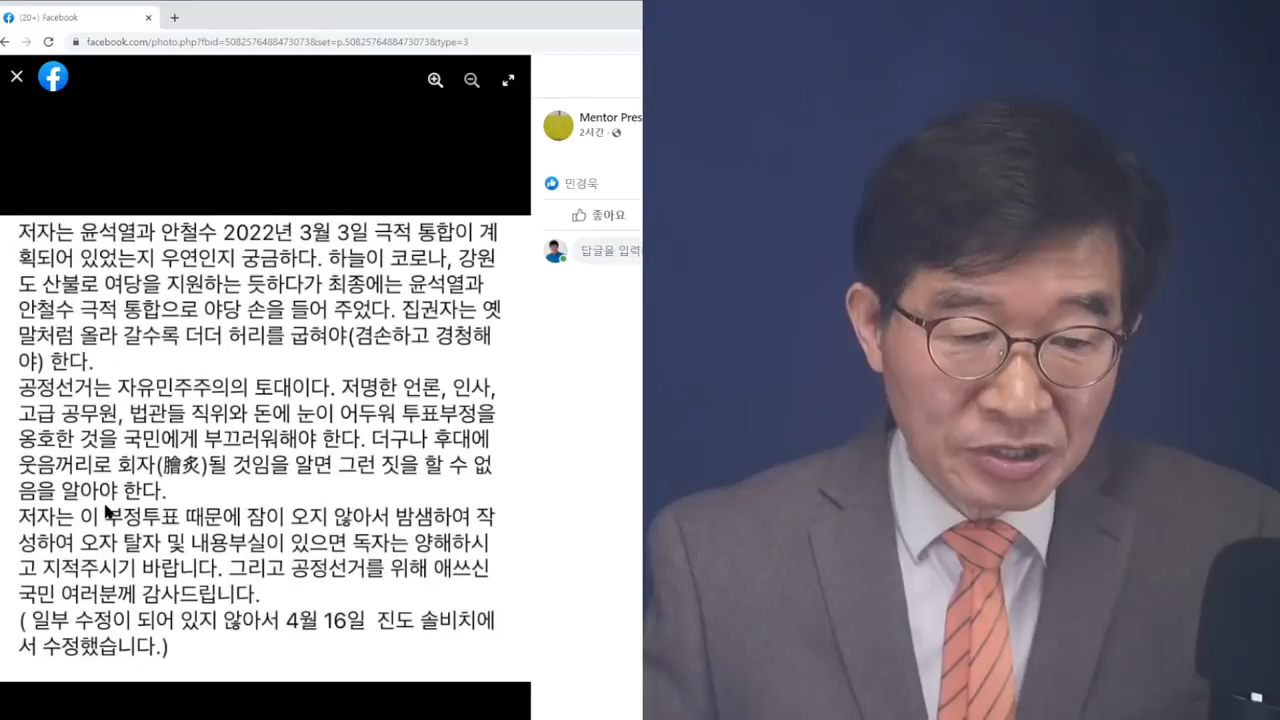 (20+) Facebook
facebook.com/photo.php?fbid=5082576488473073&set=p.5082576488473073&type=3
Mentor Pres
2시간
민경욱
좋아요
답글을 입력
저자는 윤석열과 안철수 2022년 3월 3일 극적 통합이 계
획되어 있었는지 우연인지 궁금하다. 하늘이 코로나, 강원
도 산불로 여당을 지원하는 듯하다가 최종에는 윤석열과
안철수 극적 통합으로 야당 손을 들어 주었다. 집권자는 옛
말처럼 올라 갈수록 더더 허리를 굽혀야(겸손하고 경청해
야) 한다.
공정선거는 자유민주주의의 토대이다. 저명한 언론, 인사,
고급 공무원, 법관들 직위와 돈에 눈이 어두워 투표부정을
옹호한 것을 국민에게 부끄러워해야 한다. 더구나 후대에
웃음꺼리로 회자(膾炙)될 것임을 알면 그런 짓을 할 수 없
음을 알아야 한다.
저자는 이 부정투표 때문에 잠이 오지 않아서 밤샘하여 작
성하여 오자 탈자 및 내용부실이 있으면 독자는 양해하시
고 지적주시기 바랍니다. 그리고 공정선거를 위해 애쓰신
국민 여러분께 감사드립니다.
( 일부 수정이 되어 있지 않아서 4월 16일 진도 솔비치에
서 수정했습니다.)